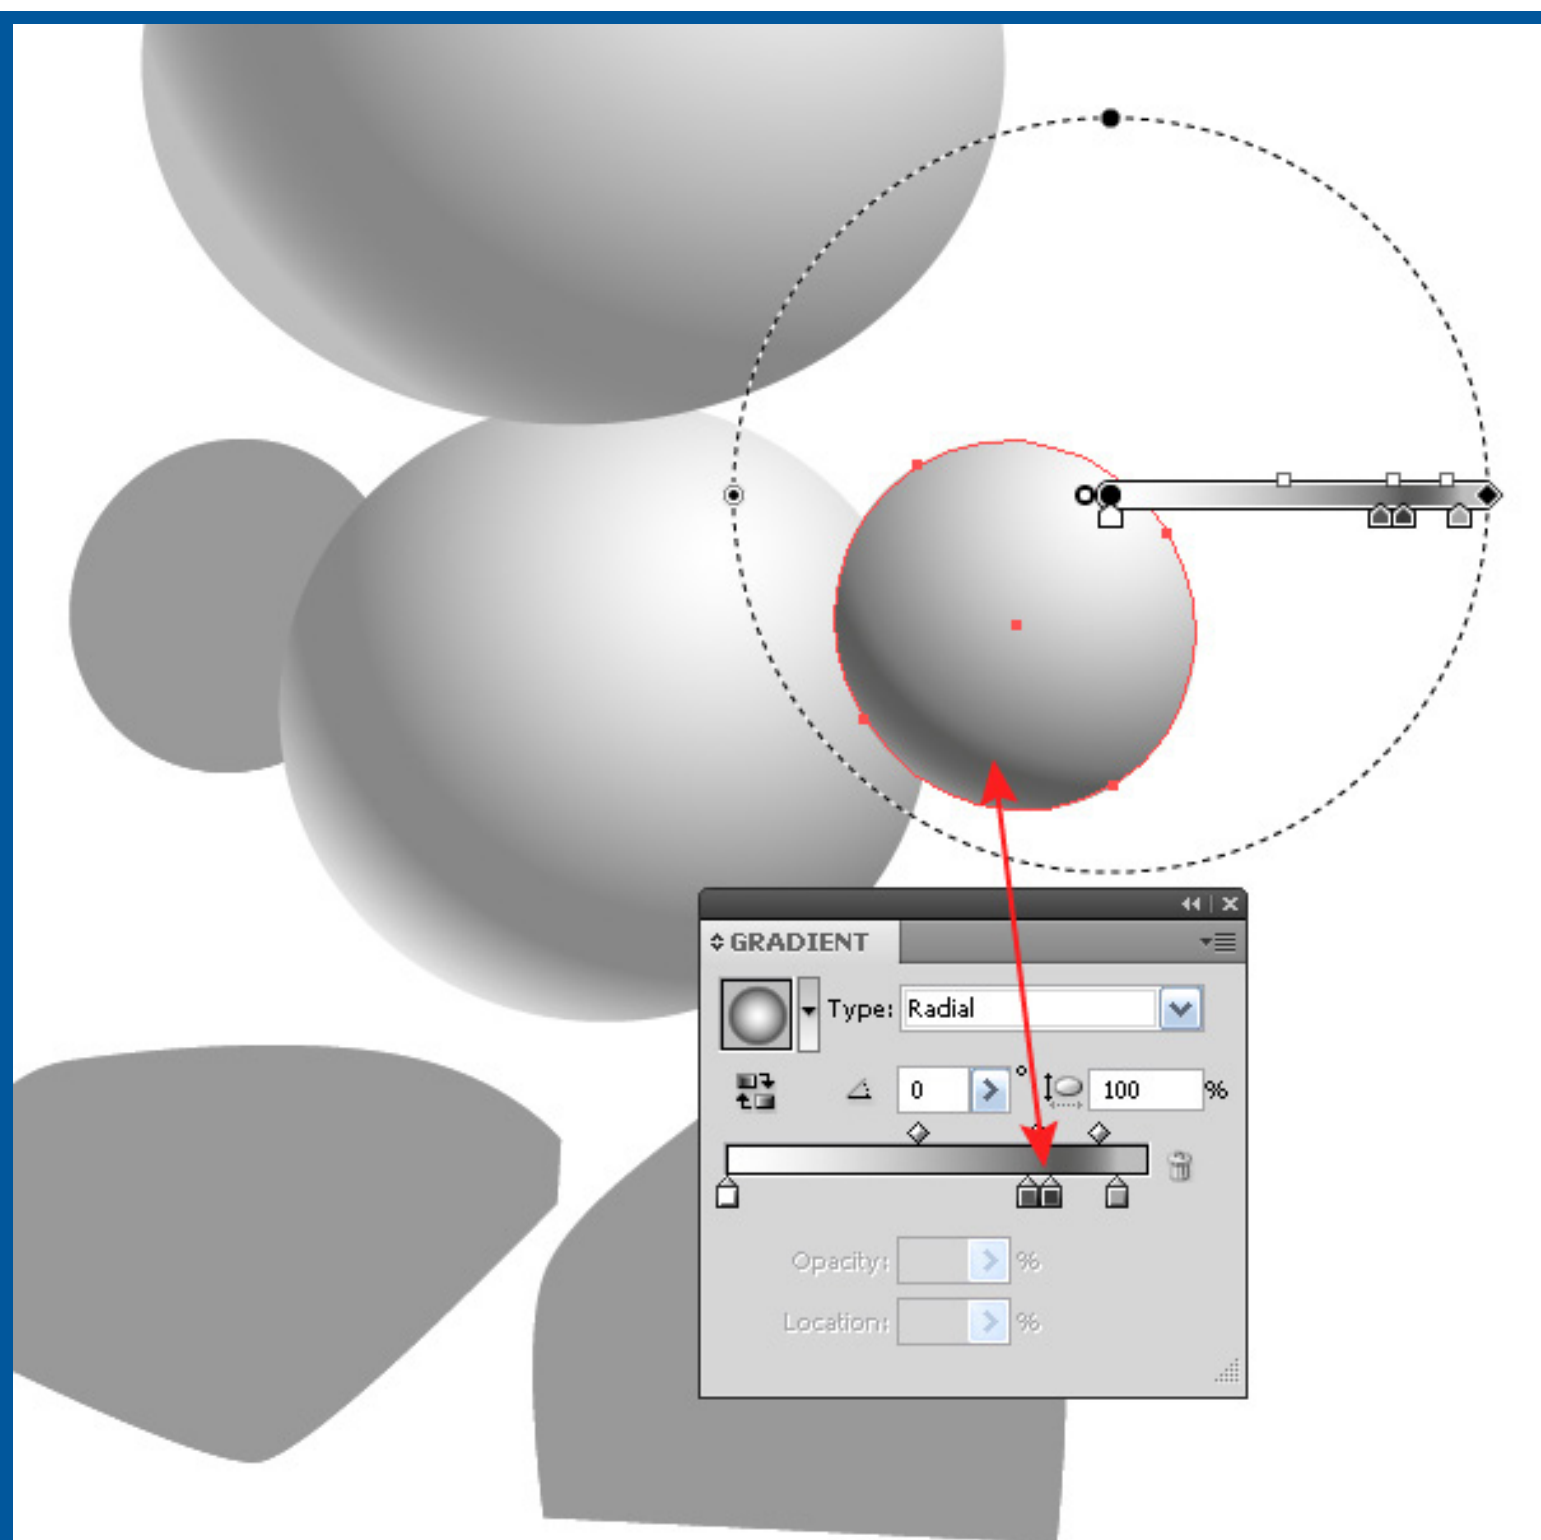 GRADIENT
Type: Radial
0 ° 100 %
Opacity: %
Location: %